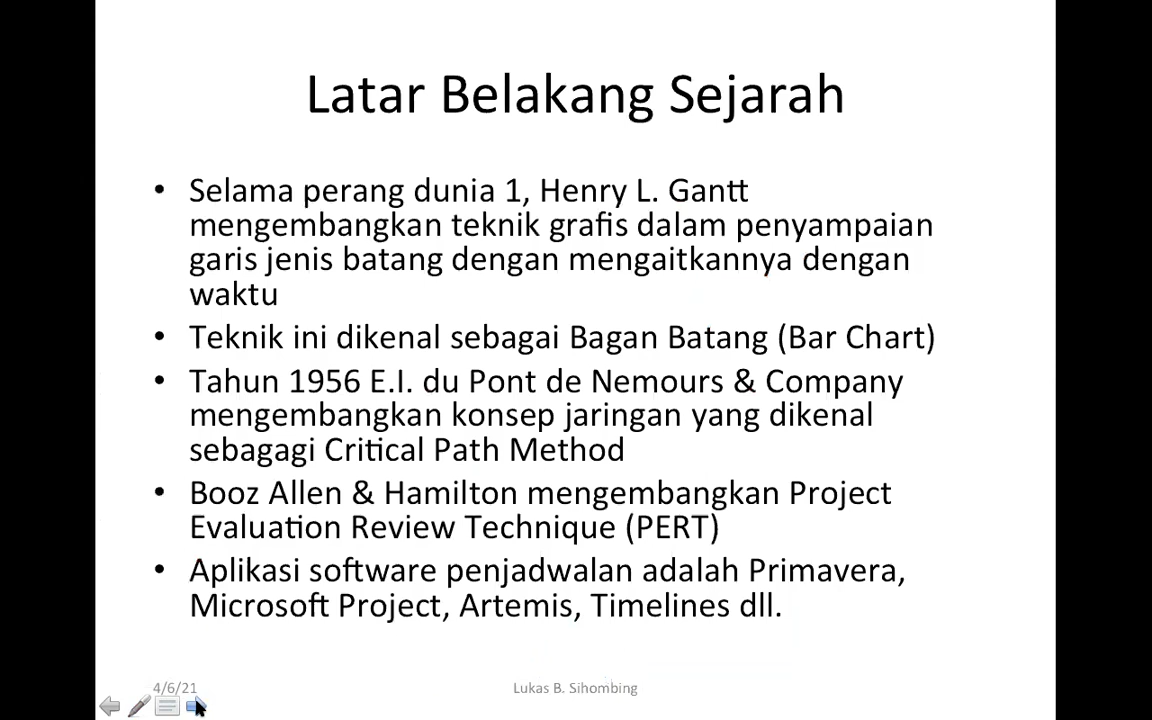 Latar Belakang Sejarah
• Selama perang dunia 1, Henry L. Gantt
mengembangkan teknik grafis dalam penyampaian
garis jenis batang dengan mengaitkannya dengan
waktu
• Teknik ini dikenal sebagai Bagan Batang (Bar Chart)
• Tahun 1956 E.I. du Pont de Nemours & Company
mengembangkan konsep jaringan yang dikenal
sebagagi Critical Path Method
• Booz Allen & Hamilton mengembangkan Project
Evaluation Review Technique (PERT)
• Aplikasi software penjadwalan adalah Primavera,
Microsoft Project, Artemis, Timelines dll.
4/6/21
Lukas B. Sihombing